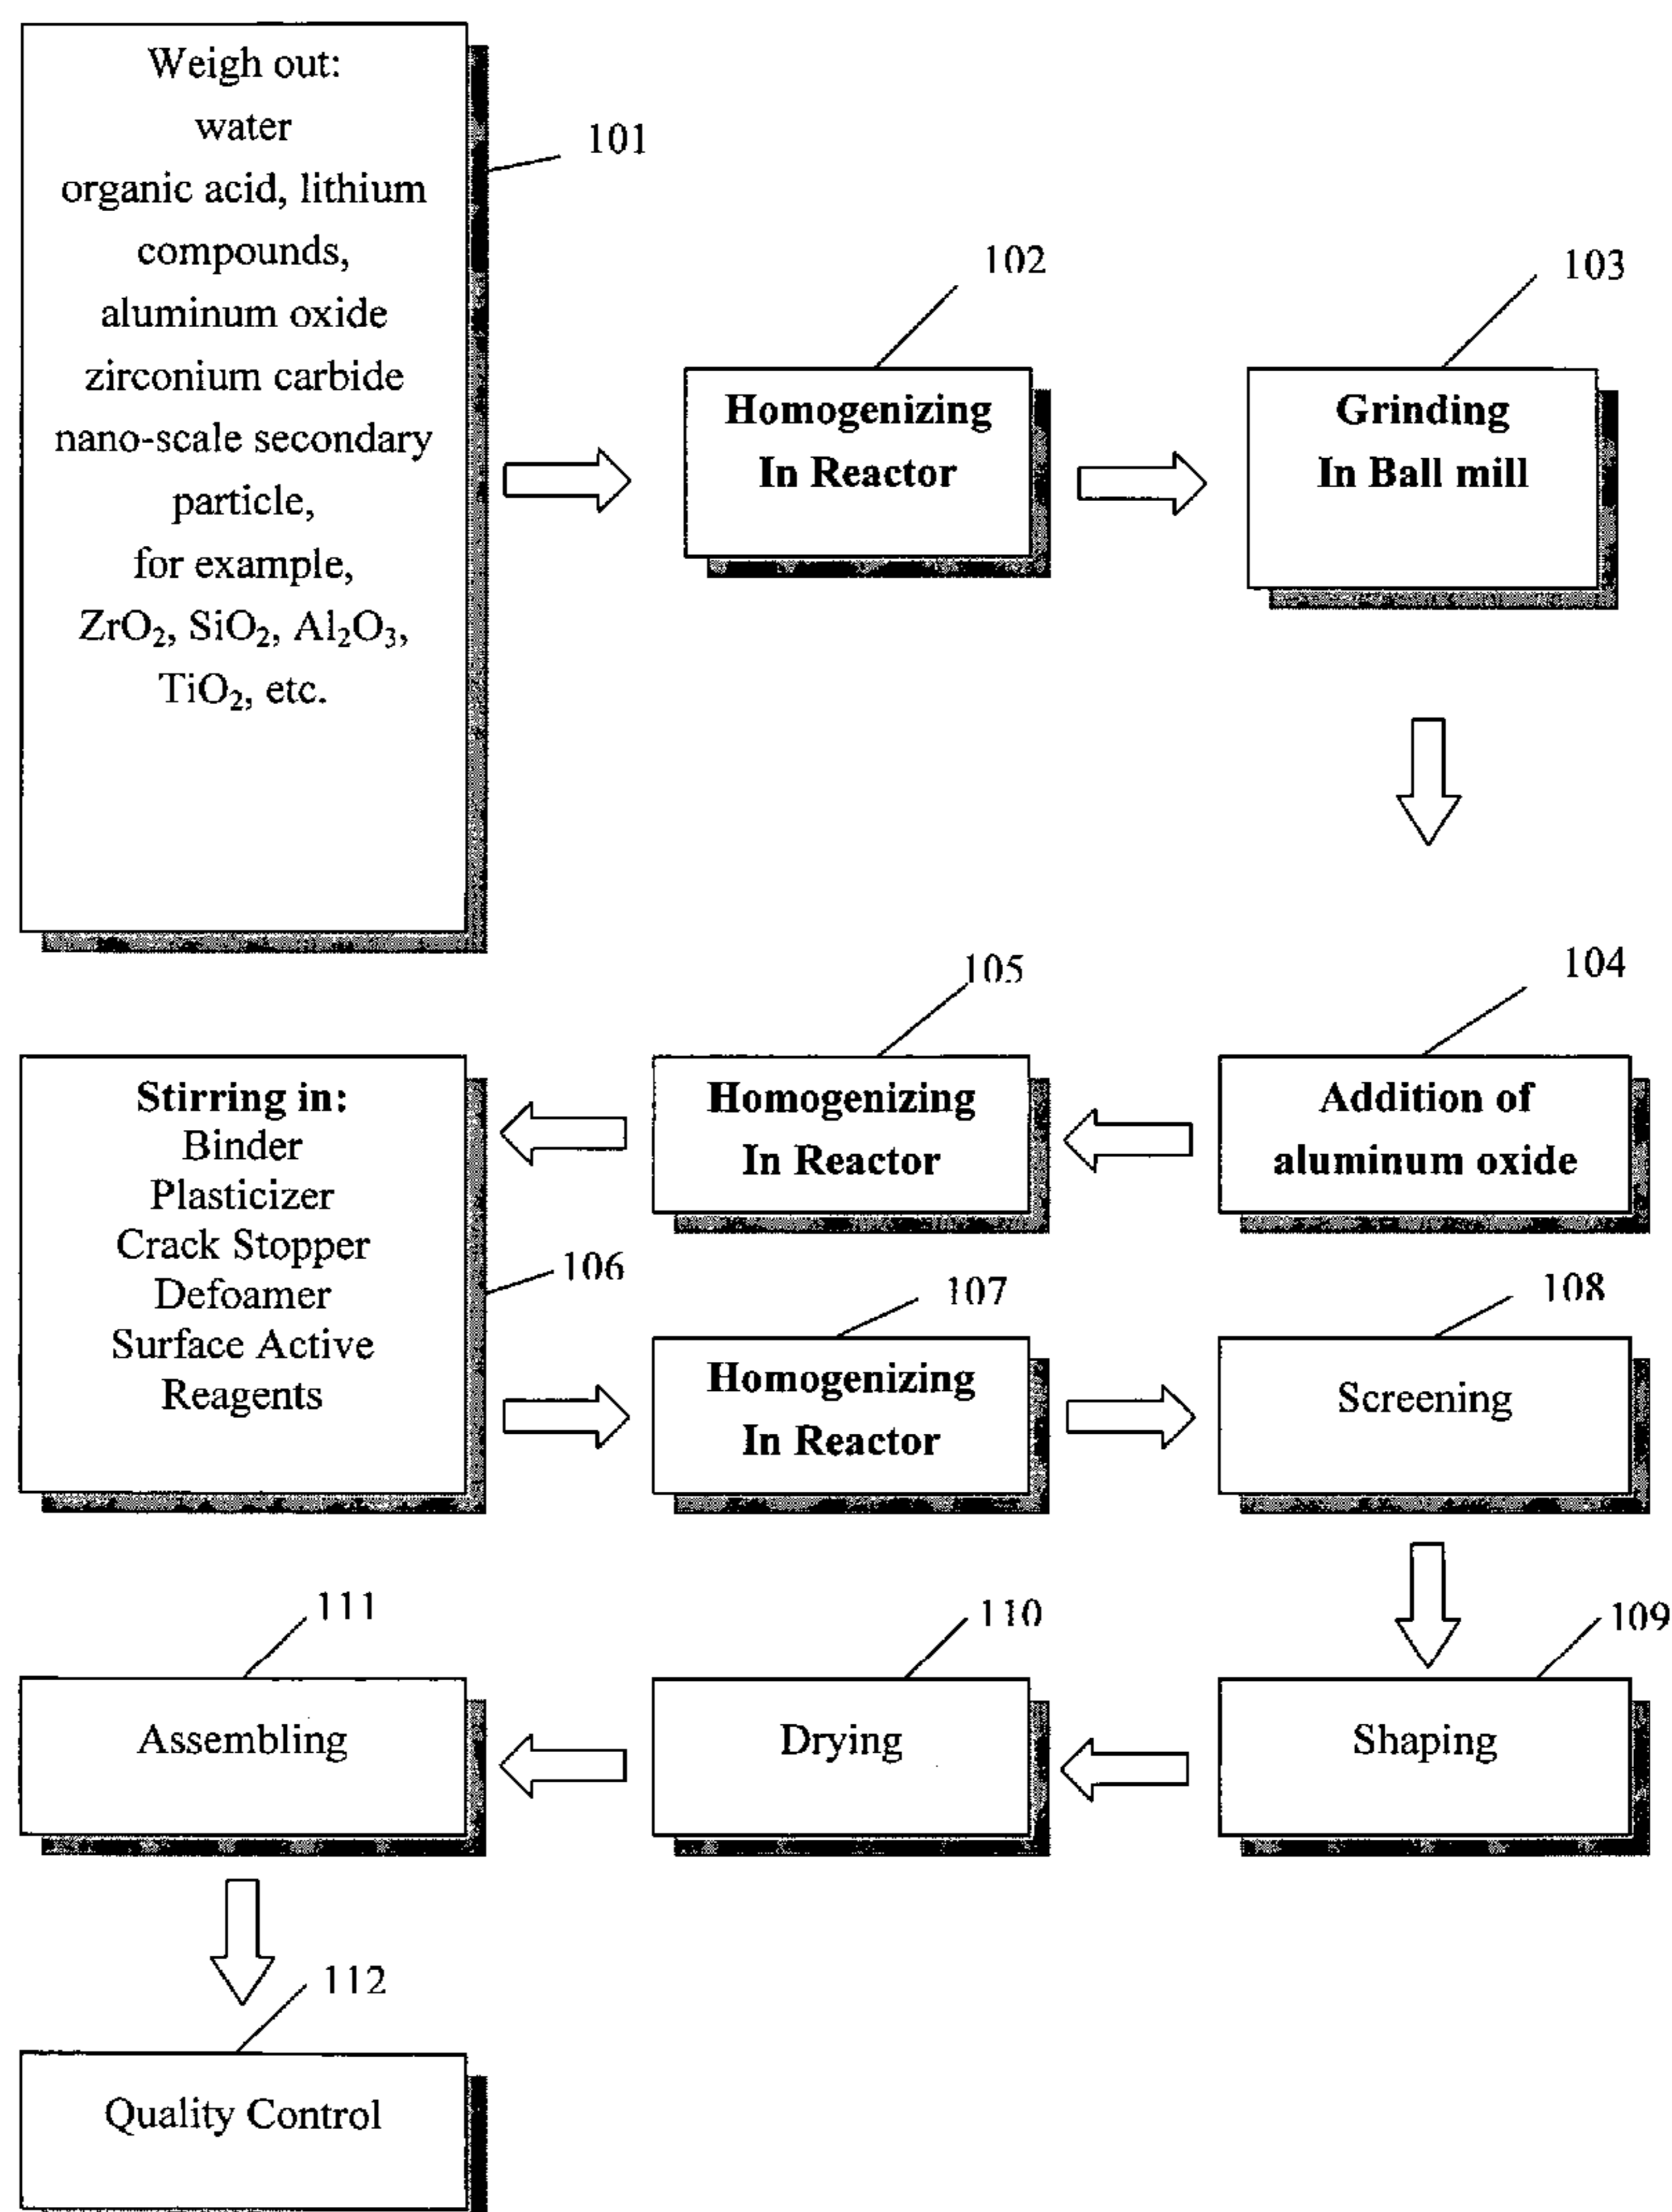 Weigh out:
water
organic acid, lithium
compounds,
aluminum oxide
zirconium carbide
nano-scale secondary
particle,
for example,
ZrO₂, SiO₂, Al₂O₃,
TiO₂, etc.
101
102
Homogenizing
In Reactor
103
Grinding
In Ball mill
104
Addition of
aluminum oxide
105
Homogenizing
In Reactor
Stirring in:
Binder
Plasticizer
Crack Stopper
Defoamer
Surface Active
Reagents
106
107
Homogenizing
In Reactor
108
Screening
109
Shaping
110
Drying
111
Assembling
112
Quality Control